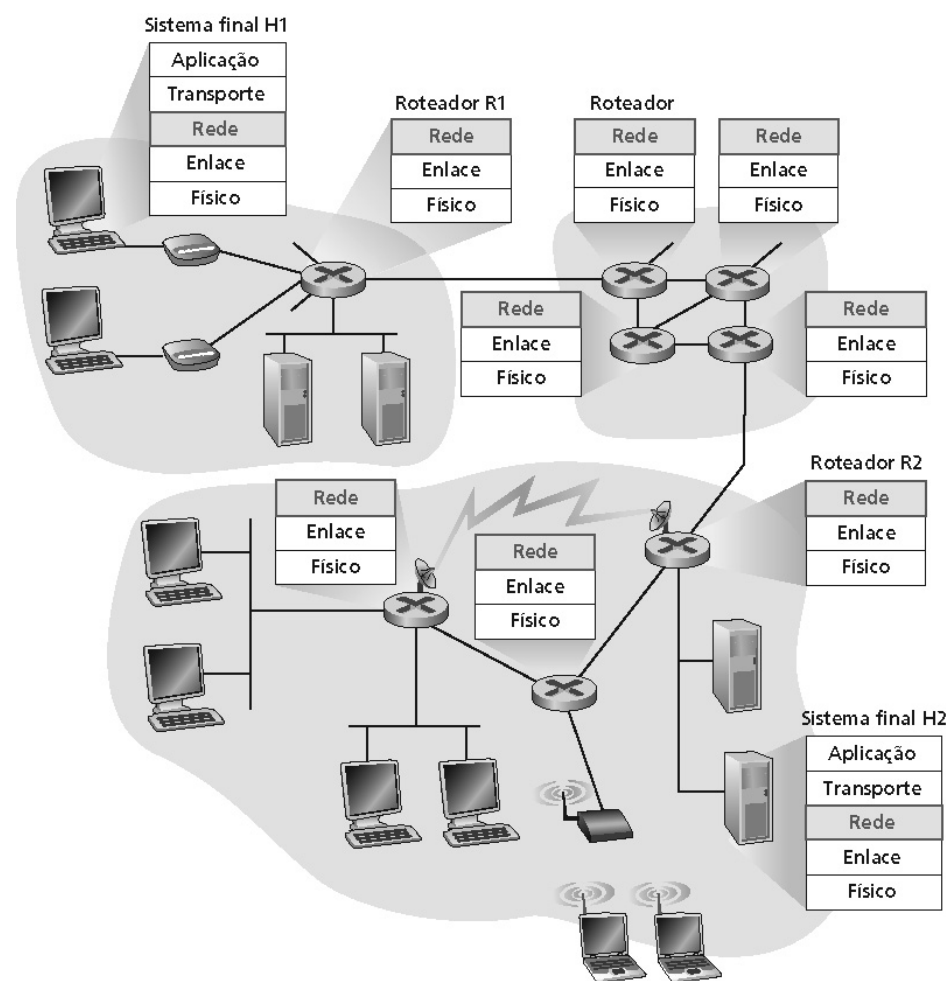 Sistema final H1
Aplicação
Transporte
Rede
Enlace
Físico
Roteador R1
Rede
Enlace
Físico
Roteador
Rede
Enlace
Físico
Rede
Enlace
Físico
Rede
Enlace
Físico
Rede
Enlace
Físico
Roteador R2
Rede
Enlace
Físico
Rede
Enlace
Físico
Rede
Enlace
Físico
Sistema final H2
Aplicação
Transporte
Rede
Enlace
Físico